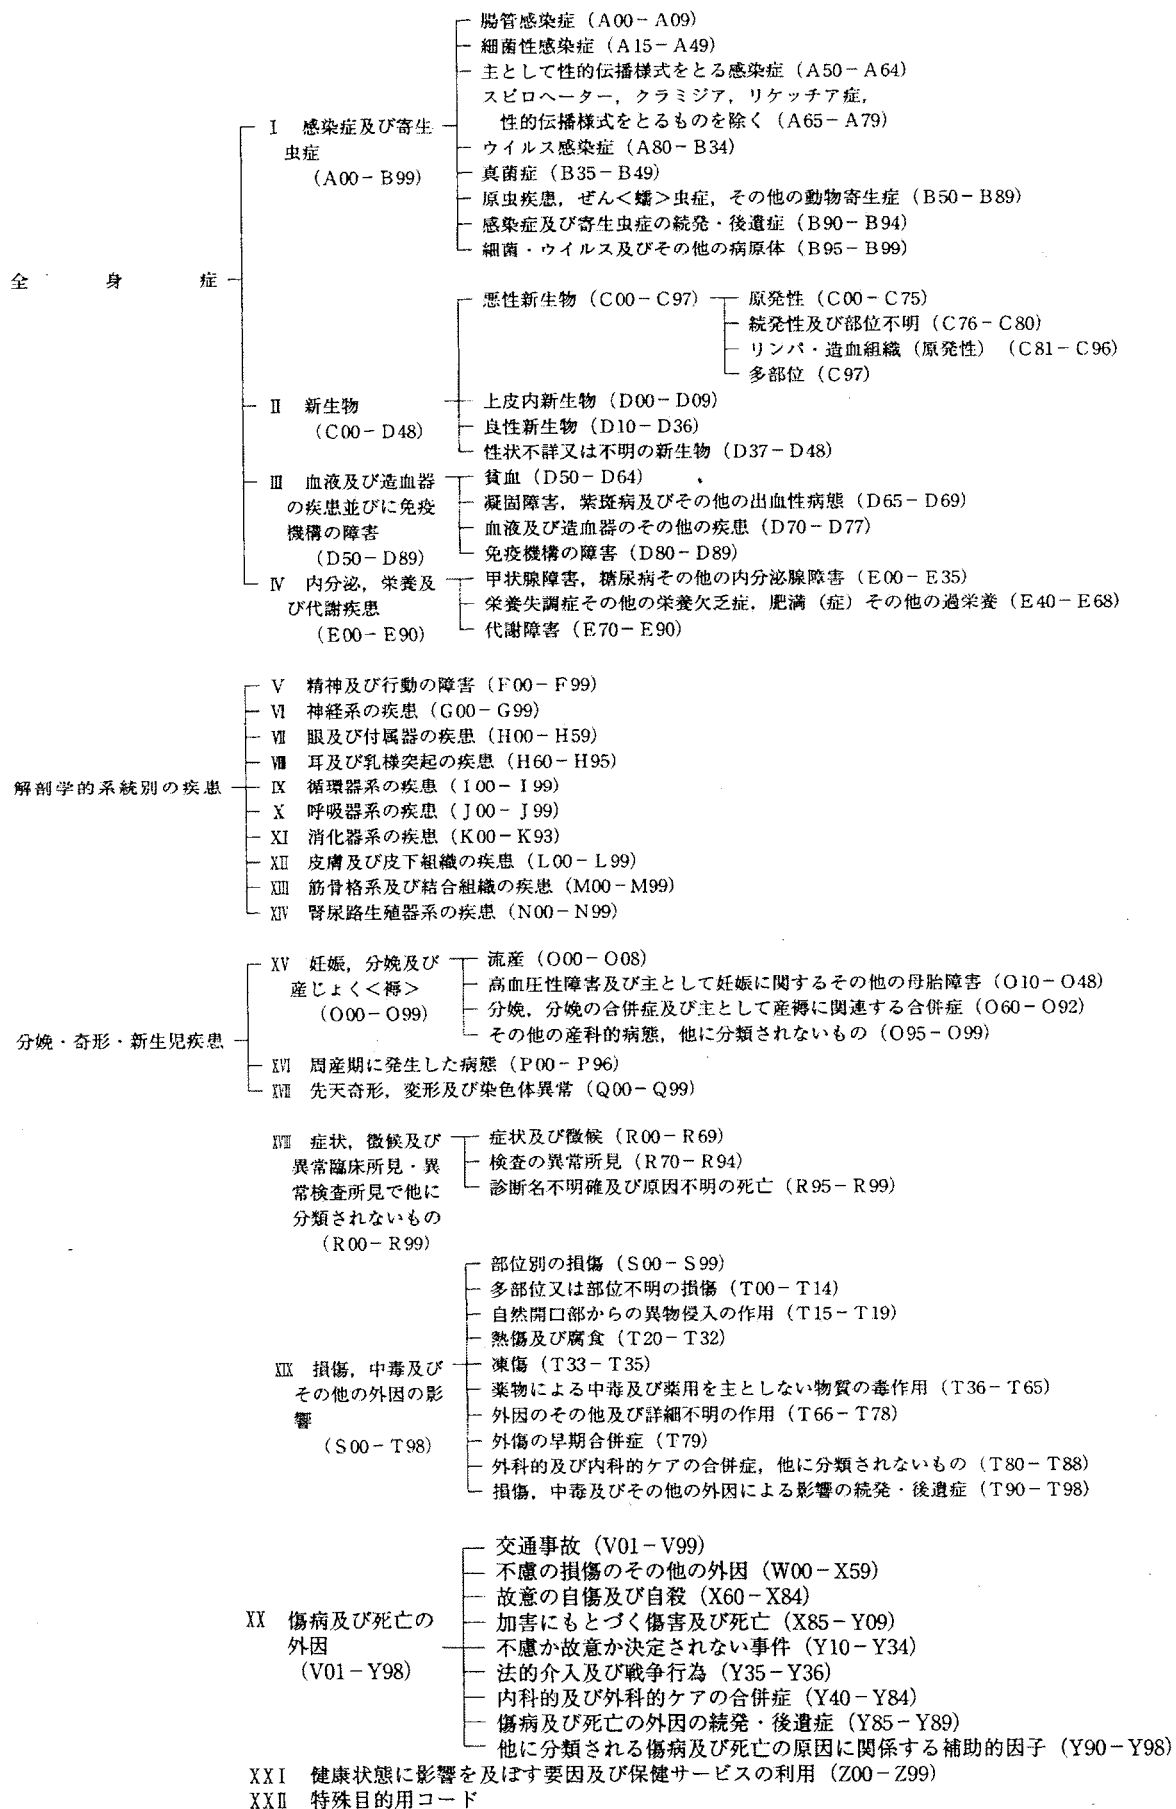 腸管感染症 (A00－A09)
細菌性感染症 (A15－A49)
主として性的伝播様式をとる感染症 (A50－A64)
スピロヘーター，クラミジア，リケッチア症，
性的伝播様式をとるものを除く (A65－A79)
Ⅰ 感染症及び寄生
虫症
(A00－B99)
ウイルス感染症 (A80－B34)
真菌症 (B35－B49)
原虫疾患，ぜん<蠕>虫症，その他の動物寄生症 (B50－B89)
感染症及び寄生虫症の続発・後遺症 (B90－B94)
細菌・ウイルス及びその他の病原体 (B95－B99)
全身症
悪性新生物 (C00－C97)
原発性 (C00－C75)
続発性及び部位不明 (C76－C80)
リンパ・造血組織 (原発性) (C81－C96)
多部位 (C97)
Ⅱ 新生物
(C00－D48)
上皮内新生物 (D00－D09)
良性新生物 (D10－D36)
性状不詳又は不明の新生物 (D37－D48)
Ⅲ 血液及び造血器
の疾患並びに免疫
機構の障害
(D50－D89)
貧血 (D50－D64)
凝固障害，紫斑病及びその他の出血性病態 (D65－D69)
血液及び造血器のその他の疾患 (D70－D77)
免疫機構の障害 (D80－D89)
Ⅳ 内分泌，栄養及
び代謝疾患
(E00－E90)
甲状腺障害，糖尿病その他の内分泌腺障害 (E00－E35)
栄養失調症その他の栄養欠乏症，肥満 (症) その他の過栄養 (E40－E68)
代謝障害 (E70－E90)
解剖学的系統別の疾患
Ⅴ 精神及び行動の障害 (F00－F99)
Ⅵ 神経系の疾患 (G00－G99)
Ⅶ 眼及び付属器の疾患 (H00－H59)
Ⅷ 耳及び乳様突起の疾患 (H60－H95)
Ⅸ 循環器系の疾患 (I00－I99)
Ⅹ 呼吸器系の疾患 (J00－J99)
XI 消化器系の疾患 (K00－K93)
XII 皮膚及び皮下組織の疾患 (L00－L99)
XIII 筋骨格系及び結合組織の疾患 (M00－M99)
XIV 腎尿路生殖器系の疾患 (N00－N99)
分娩・奇形・新生児疾患
XV 妊娠，分娩及び
産じょく<褥>
(O00－O99)
流産 (O00－O08)
高血圧性障害及び主として妊娠に関するその他の母胎障害 (O10－O48)
分娩，分娩の合併症及び主として産褥に関連する合併症 (O60－O92)
その他の産科的病態，他に分類されないもの (O95－O99)
XVI 周産期に発生した病態 (P00－P96)
XVII 先天奇形，変形及び染色体異常 (Q00－Q99)
XVIII 症状，徴候及び
異常臨床所見・異
常検査所見で他に
分類されないもの
(R00－R99)
症状及び徴候 (R00－R69)
検査の異常所見 (R70－R94)
診断名不明確及び原因不明の死亡 (R95－R99)
XIX 損傷，中毒及び
その他の外因の影
響
(S00－T98)
部位別の損傷 (S00－S99)
多部位又は部位不明の損傷 (T00－T14)
自然開口部からの異物侵入の作用 (T15－T19)
熱傷及び腐食 (T20－T32)
凍傷 (T33－T35)
薬物による中毒及び薬用を主としない物質の毒作用 (T36－T65)
外因のその他及び詳細不明の作用 (T66－T78)
外傷の早期合併症 (T79)
外科的及び内科的ケアの合併症，他に分類されないもの (T80－T88)
損傷，中毒及びその他の外因による影響の続発・後遺症 (T90－T98)
XX 傷病及び死亡の
外因
(V01－Y98)
交通事故 (V01－V99)
不慮の損傷のその他の外因 (W00－X59)
故意の自傷及び自殺 (X60－X84)
加害にもとづく傷害及び死亡 (X85－Y09)
不慮か故意か決定されない事件 (Y10－Y34)
法的介入及び戦争行為 (Y35－Y36)
内科的及び外科的ケアの合併症 (Y40－Y84)
傷病及び死亡の外因の続発・後遺症 (Y85－Y89)
他に分類される傷病及び死亡の原因に関係する補助的因子 (Y90－Y98)
XXI 健康状態に影響を及ぼす要因及び保健サービスの利用 (Z00－Z99)
XXII 特殊目的用コード